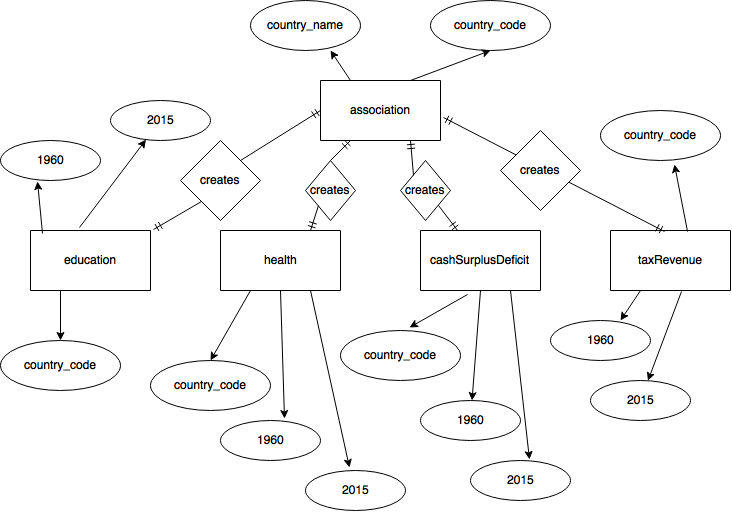 country_name
country_code
association
2015
country_code
1960
creates
creates
creates
creates
education
health
cashSurplusDeficit
taxRevenue
1960
country_code
country_code
country_code
2015
1960
1960
2015
2015